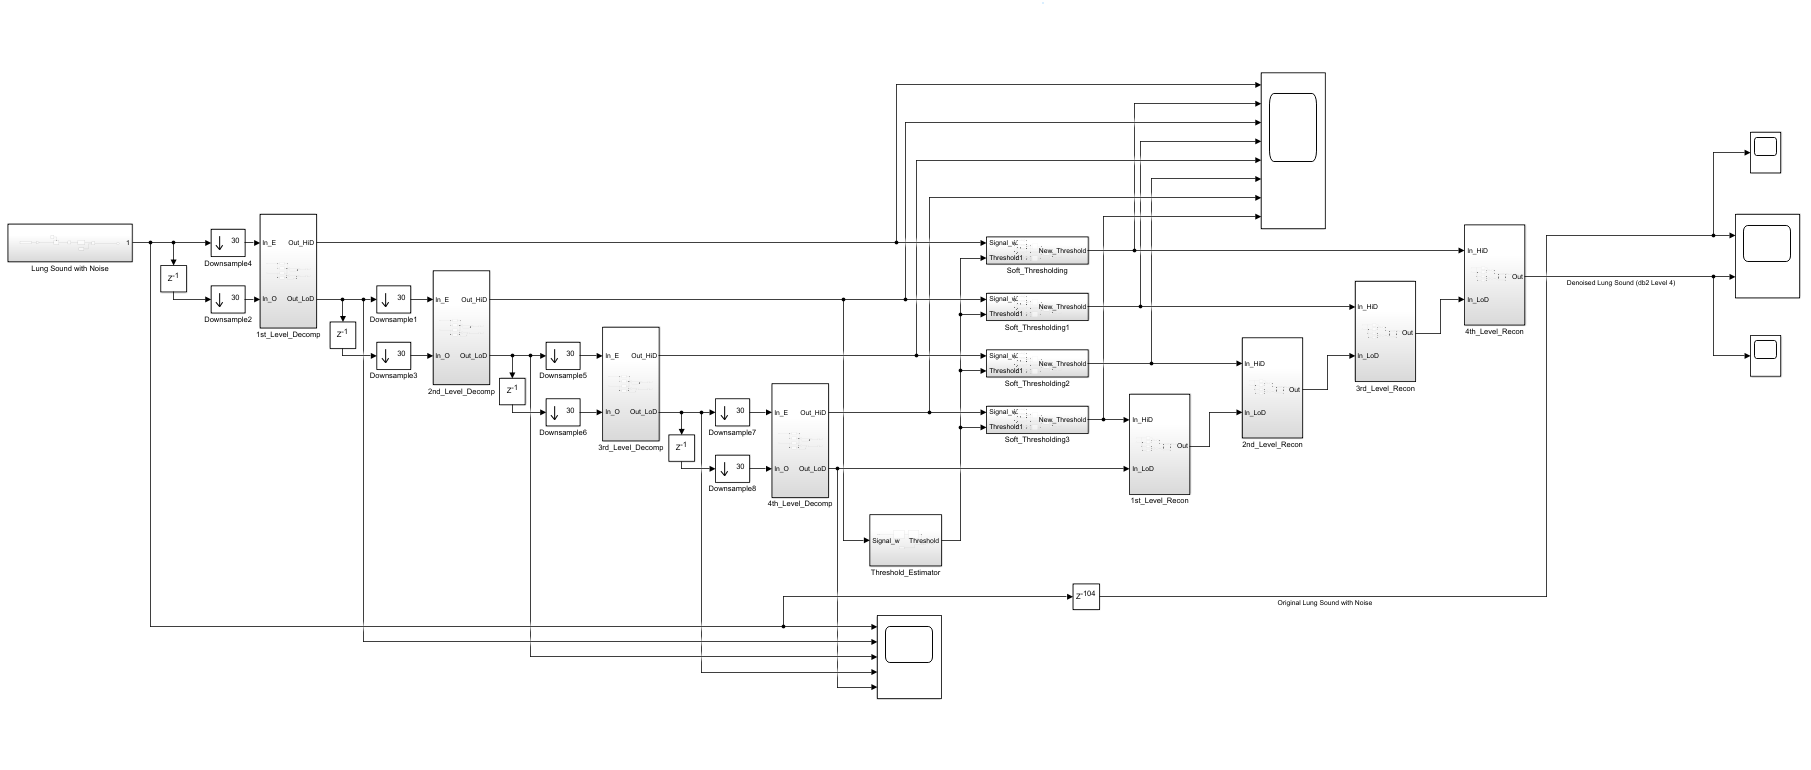 1
Lung Sound with Noise
30
Downsample4
In_E Out_HiD
Z-1
30
Downsample2
In_O Out_LoD
1st_Level_Decomp
30
Downsample1
In_E Out_HiD
Z-1
30
Downsample3
In_O Out_LoD
2nd_Level_Decomp
30
Downsample5
In_E Out_HiD
Z-1
30
Downsample6
In_O Out_LoD
3rd_Level_Decomp
30
Downsample7
In_E Out_HiD
Z-1
30
Downsample8
In_O Out_LoD
4th_Level_Decomp
Signal_w
Threshold1
New_Threshold
Soft_Thresholding
Signal_w
Threshold1
New_Threshold
Soft_Thresholding1
Signal_w
Threshold1
New_Threshold
Soft_Thresholding2
Signal_w
Threshold1
New_Threshold
Soft_Thresholding3
Signal_w Threshold
Threshold_Estimator
In_HiD
Out
In_LoD
1st_Level_Recon
In_HiD
Out
In_LoD
2nd_Level_Recon
In_HiD
Out
In_LoD
3rd_Level_Recon
In_HiD
Out
In_LoD
4th_Level_Recon
Denoised Lung Sound (db2 Level 4)
Z-104
Original Lung Sound with Noise